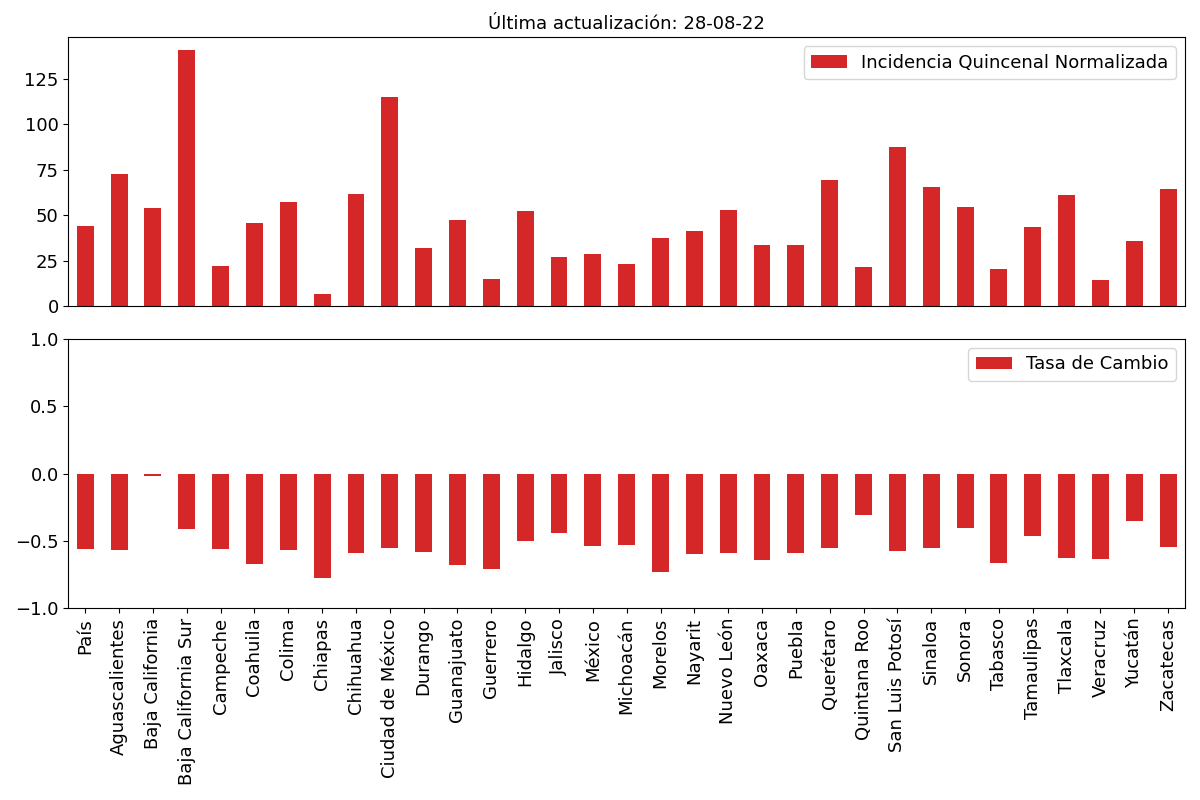 Última actualización: 28-08-22
Incidencia Quincenal Normalizada
125
100
75
50
25
0
Tasa de Cambio
1.0
0.5
0.0
−0.5
−1.0
País
Aguascalientes
Baja California
Baja California Sur
Campeche
Coahuila
Colima
Chiapas
Chihuahua
Ciudad de México
Durango
Guanajuato
Guerrero
Hidalgo
Jalisco
México
Michoacán
Morelos
Nayarit
Nuevo León
Oaxaca
Puebla
Querétaro
Quintana Roo
San Luis Potosí
Sinaloa
Sonora
Tabasco
Tamaulipas
Tlaxcala
Veracruz
Yucatán
Zacatecas